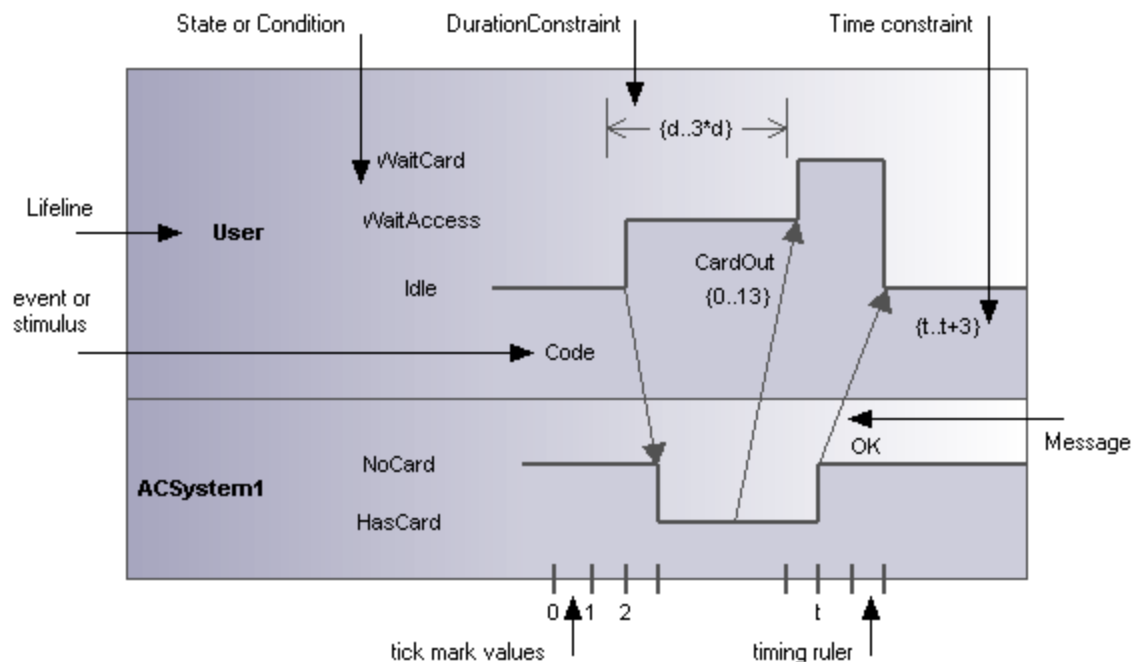 State or Condition
DurationConstraint
Time constraint
{d..3*d}
WaitCard
Lifeline
User
WaitAccess
CardOut
Idle
{0..13}
event or
stimulus
{t..t+3}
Code
Message
OK
NoCard
ACSystem1
HasCard
0 1 2 t
tick mark values
timing ruler